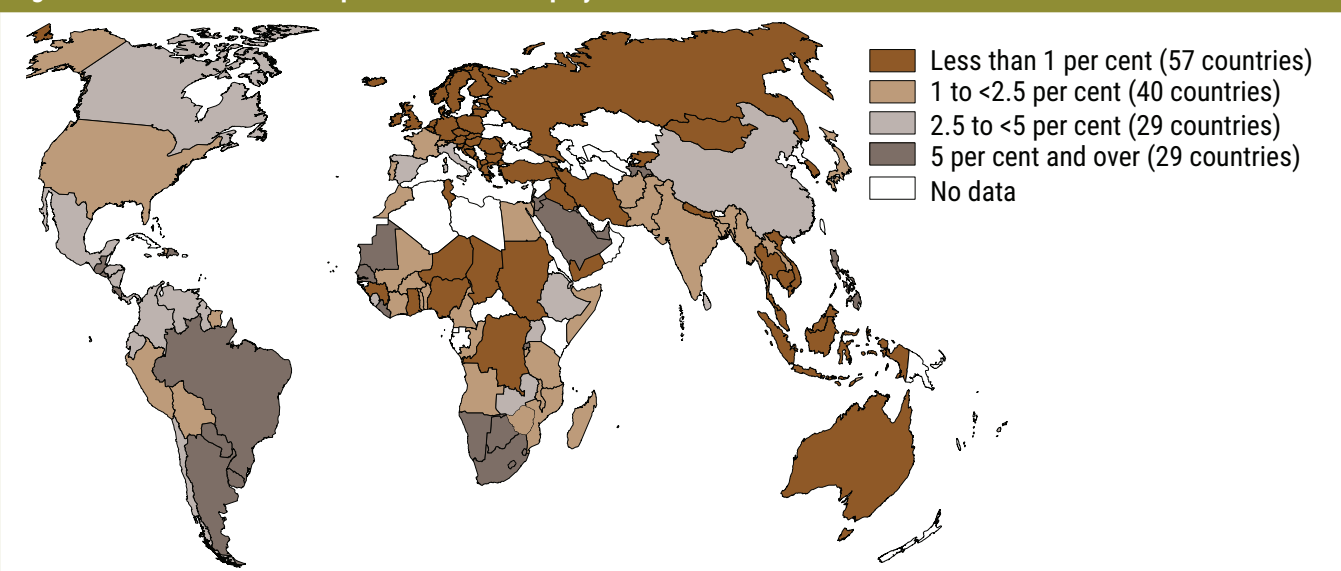 Less than 1 per cent (57 countries)
1 to <2.5 per cent (40 countries)
2.5 to <5 per cent (29 countries)
5 per cent and over (29 countries)
No data